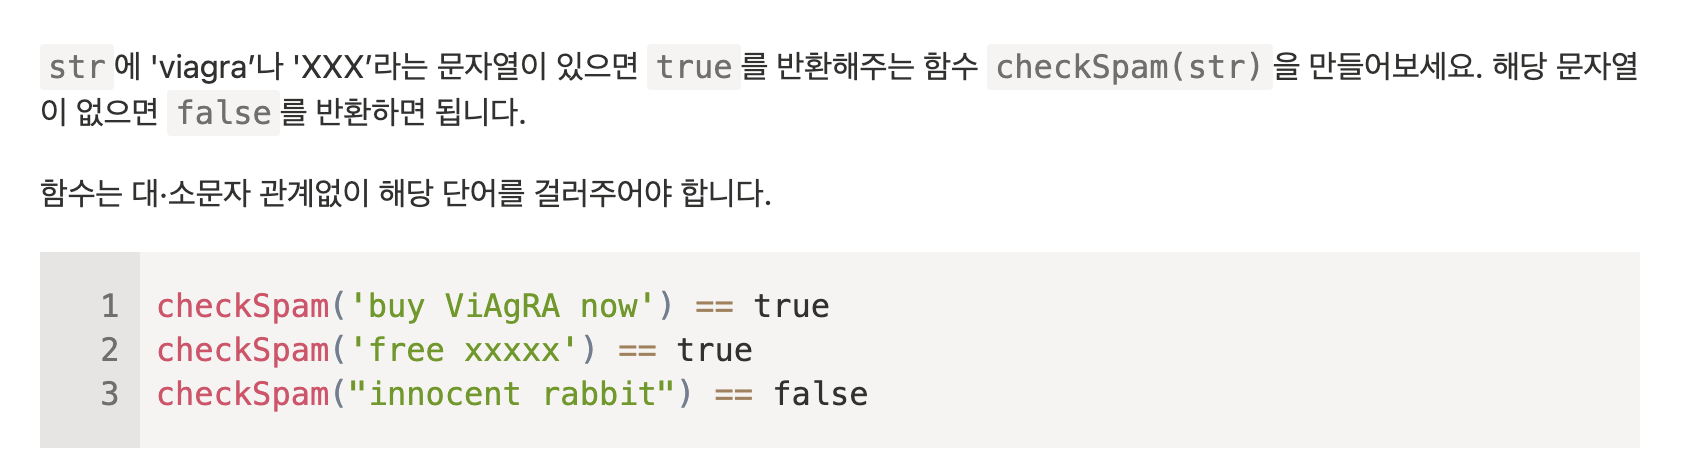 str에 'viagra'나 'XXX'라는 문자열이 있으면 true를 반환해주는 함수 checkSpam(str)을 만들어보세요. 해당 문자열
이 없으면 false를 반환하면 됩니다.
함수는 대·소문자 관계없이 해당 단어를 걸러주어야 합니다.
1 checkSpam('buy ViAgRA now') == true
2 checkSpam('free xxxxx') == true
3 checkSpam("innocent rabbit") == false